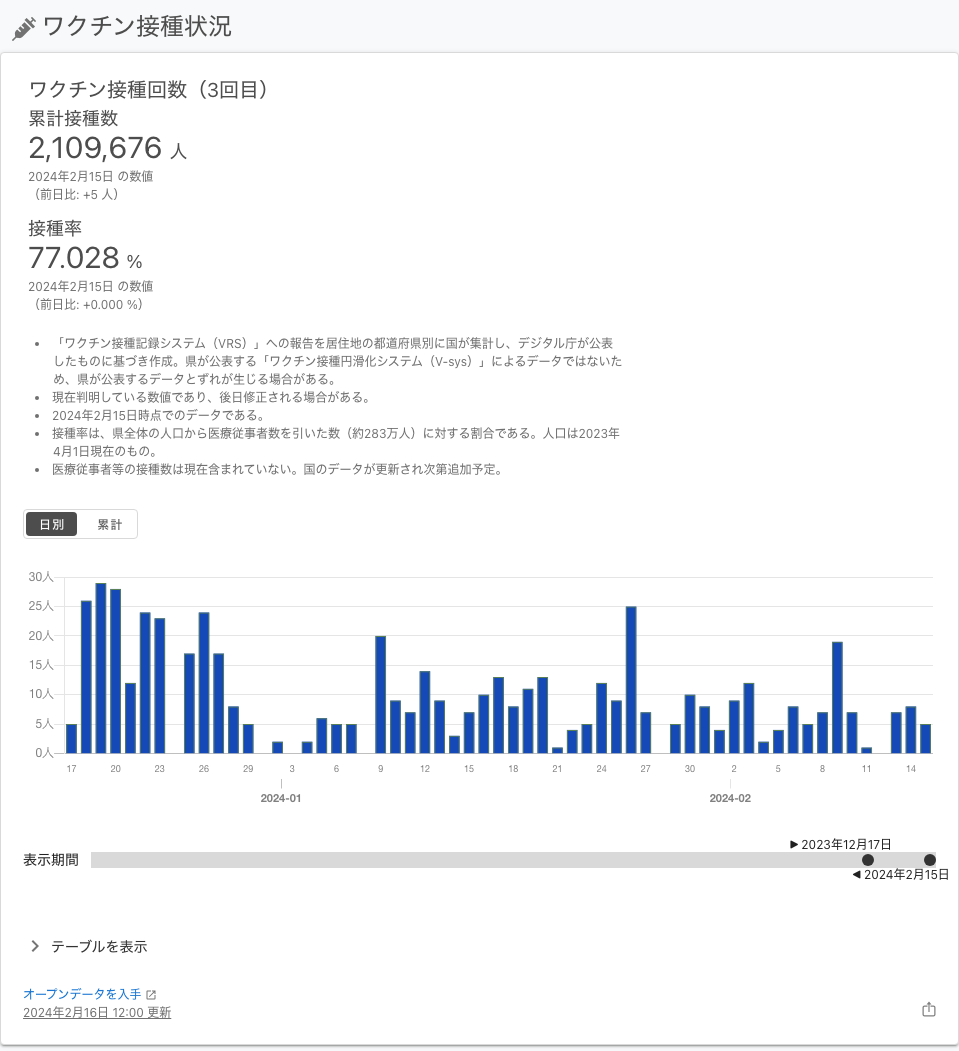 ワクチン接種状況
ワクチン接種回数（3回目）
累計接種数
2,109,676 人
2024年2月15日 の数値
（前日比: +5 人）
接種率
77.028 %
2024年2月15日 の数値
（前日比: +0.000 %）
• 「ワクチン接種記録システム（VRS）」への報告を居住地の都道府県別に国が集計し、デジタル庁が公表
したものに基づき作成。県が公表する「ワクチン接種円滑化システム（V-sys）」によるデータではないた
め、県が公表するデータとずれが生じる場合がある。
• 現在判明している数値であり、後日修正される場合がある。
• 2024年2月15日時点でのデータである。
• 接種率は、県全体の人口から医療従事者数を引いた数（約283万人）に対する割合である。人口は2023年
4月1日現在のもの。
• 医療従事者等の接種数は現在含まれていない。国のデータが更新され次第追加予定。
日別 累計
30人
25人
20人
15人
10人
5人
0人
17 20 23 26 29 3 6 9 12 15 18 21 24 27 30 2 5 8 11 14
2024-01 2024-02
▶ 2023年12月17日
表示期間
◀ 2024年2月15日
テーブルを表示
オープンデータを入手
2024年2月16日 12:00 更新